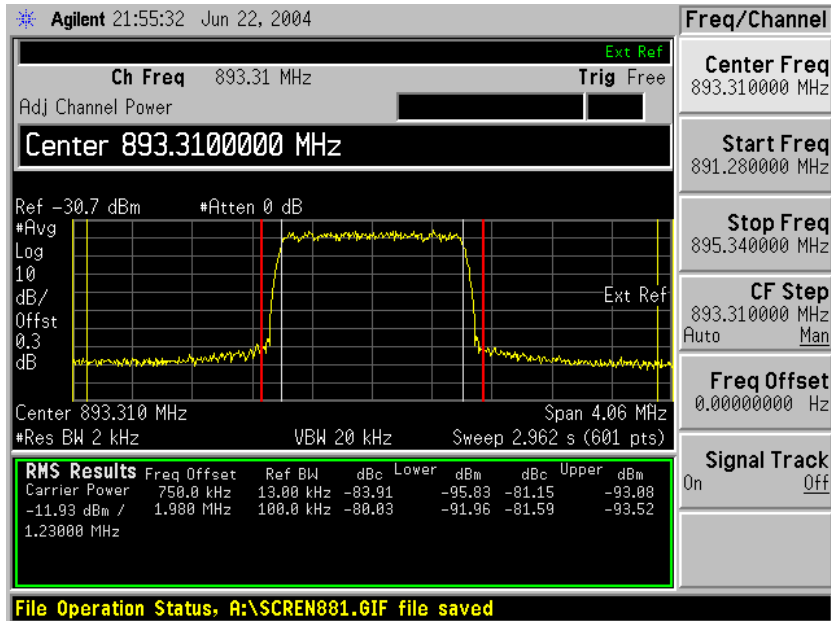 Agilent 21:55:32 Jun 22, 2004
Freq/Channel
Ext Ref
Ch Freq 893.31 MHz Trig Free
Adj Channel Power
Center 893.3100000 MHz
Ref -30.7 dBm #Atten 0 dB
#Avg
Log
10
dB/
Offst
0.3
dB
Ext Ref
Center 893.310 MHz Span 4.06 MHz
#Res BW 2 kHz VBW 20 kHz Sweep 2.962 s (601 pts)
RMS Results Freq Offset Ref BW dBc Lower dBm dBc Upper dBm
Carrier Power 750.0 kHz 13.00 kHz -83.91 -95.83 -81.15 -93.08
-11.93 dBm / 1.980 MHz 100.0 kHz -80.03 -91.96 -81.59 -93.52
1.23000 MHz
File Operation Status, A:\SCREN881.GIF file saved
Center Freq
893.310000 MHz
Start Freq
891.280000 MHz
Stop Freq
895.340000 MHz
CF Step
893.310000 MHz
Auto Man
Freq Offset
0.00000000 Hz
Signal Track
On Off